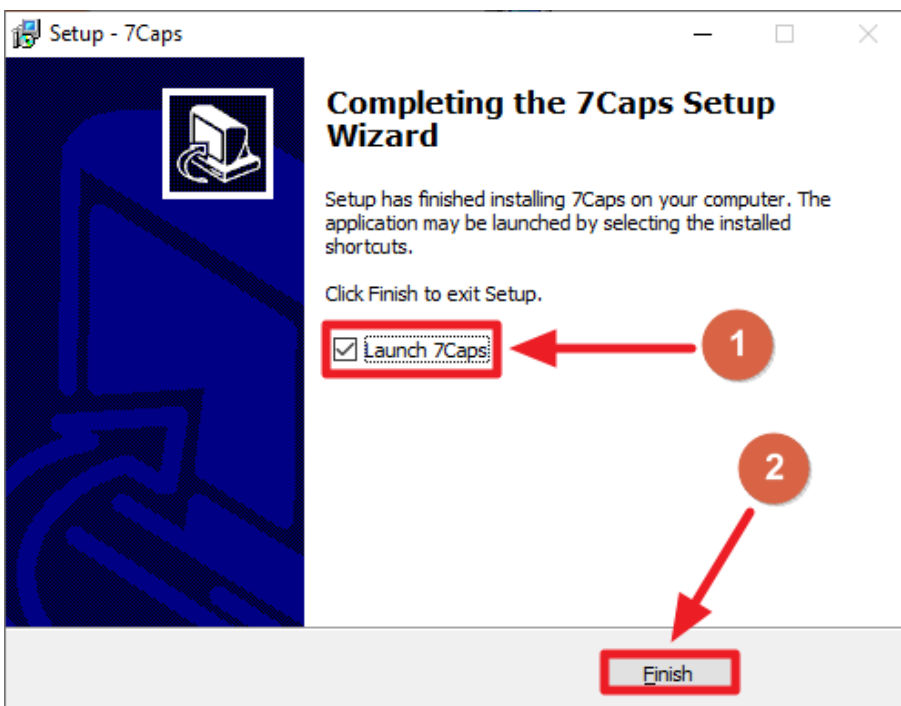 Setup - 7Caps
Completing the 7Caps Setup
Wizard
Setup has finished installing 7Caps on your computer. The
application may be launched by selecting the installed
shortcuts.
Click Finish to exit Setup.
Launch 7Caps
1
2
Finish